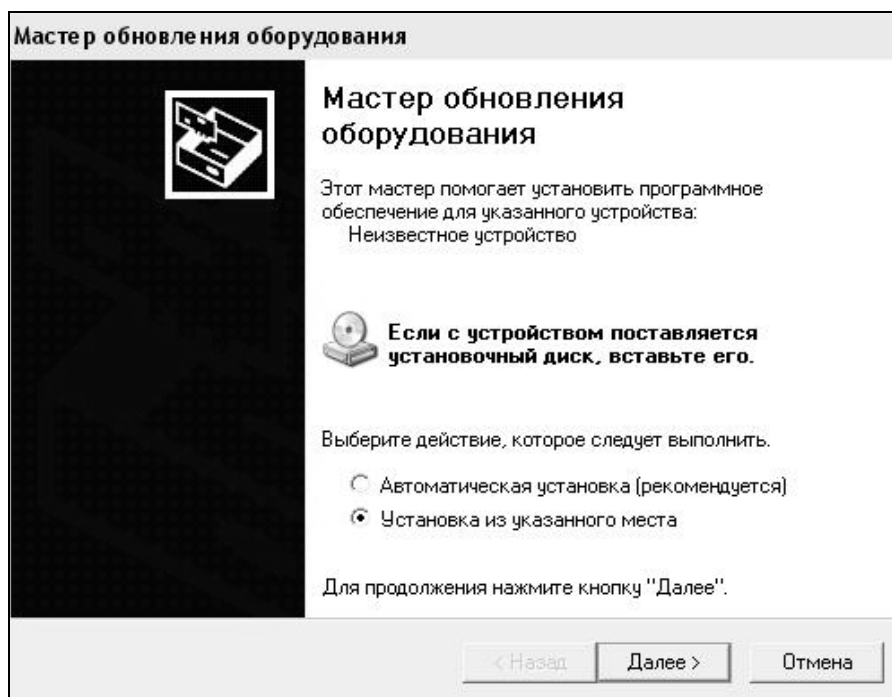 Мастер обновления оборудования
Мастер обновления
оборудования
Этот мастер помогает установить программное
обеспечение для указанного устройства:
Неизвестное устройство
Если с устройством поставляется
установочный диск, вставьте его.
Выберите действие, которое следует выполнить.
Автоматическая установка (рекомендуется)
Установка из указанного места
Для продолжения нажмите кнопку "Далее".
< Назад
Далее >
Отмена